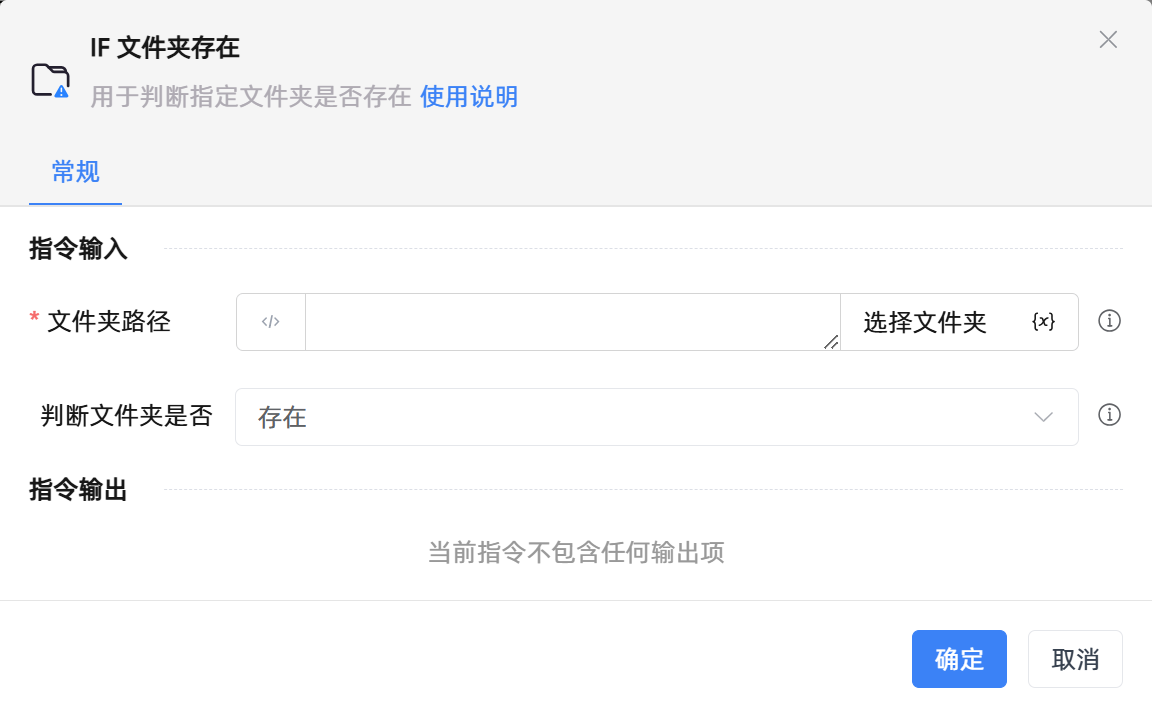 IF 文件夹存在
用于判断指定文件夹是否存在 使用说明
常规
指令输入
* 文件夹路径 </> 选择文件夹 {x}
判断文件夹是否 存在
指令输出
当前指令不包含任何输出项
确定 取消